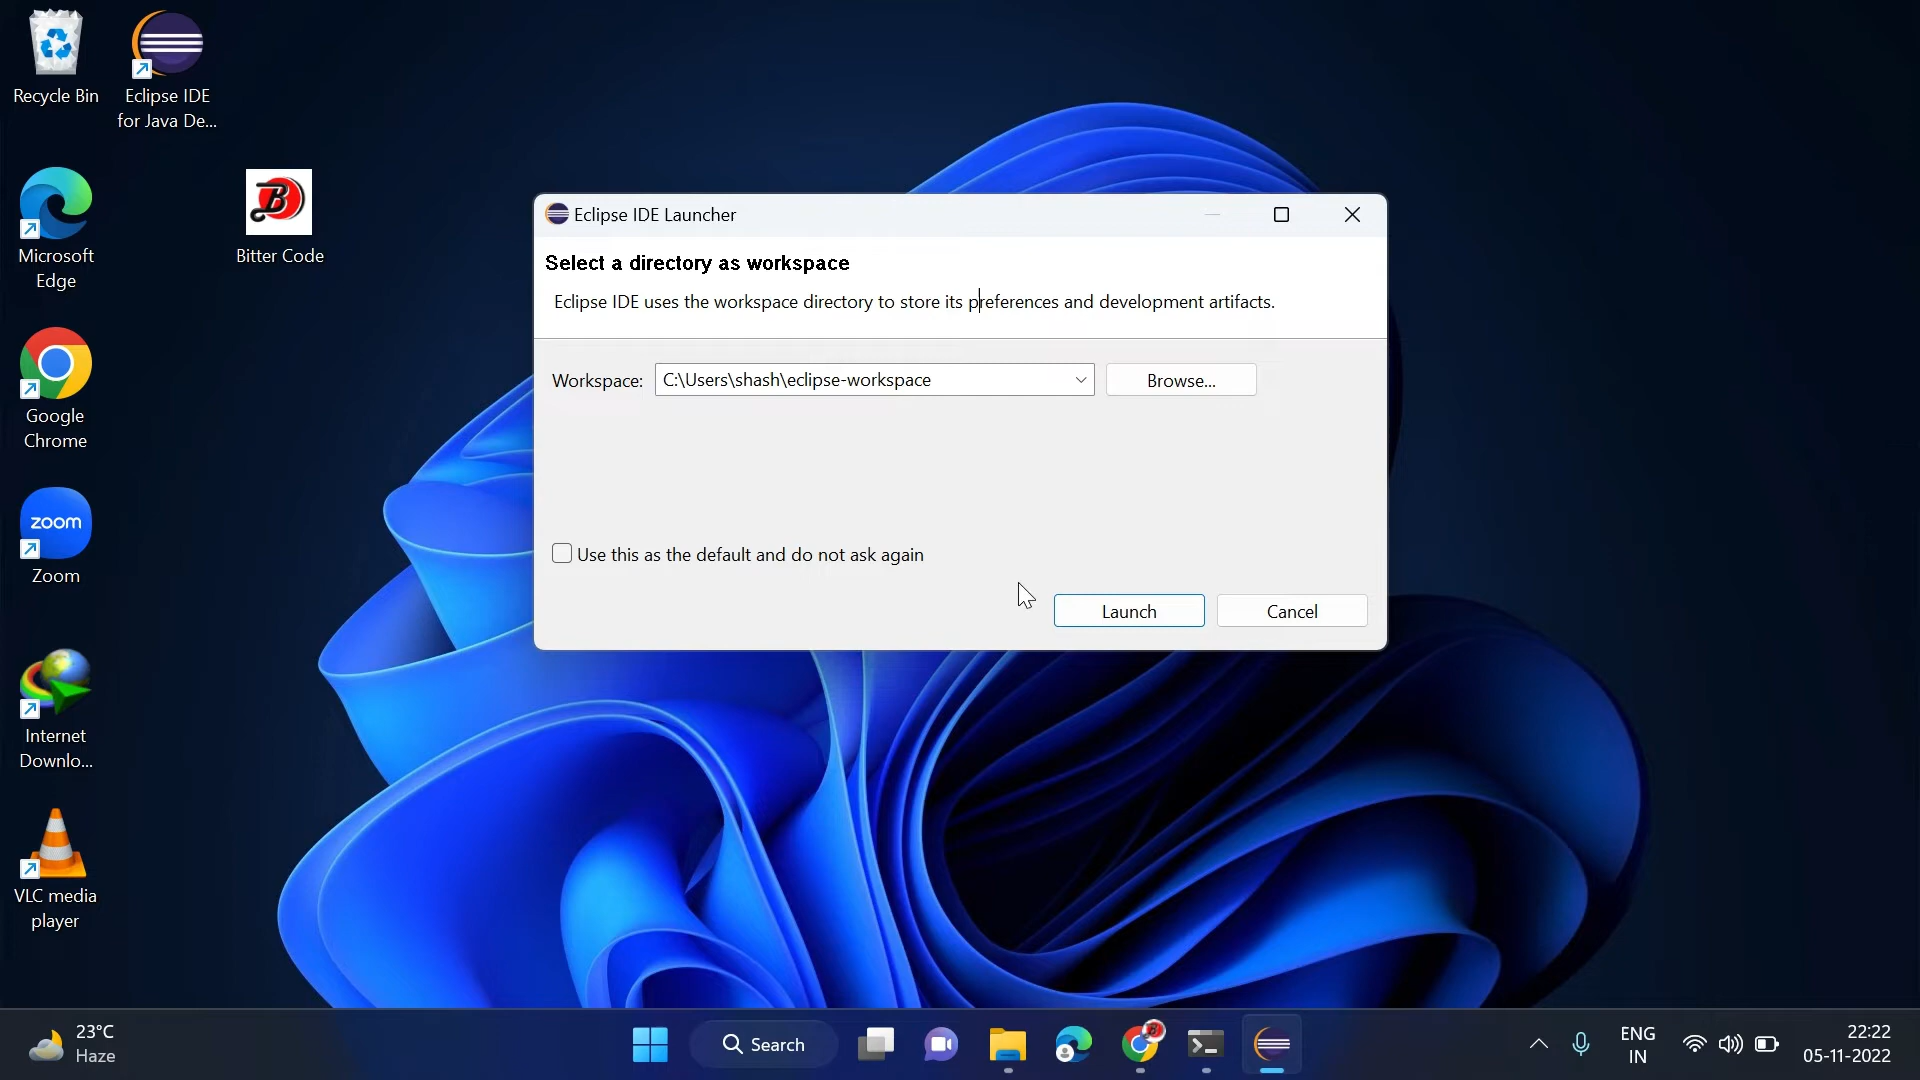 Recycle Bin
Eclipse IDE
for Java De...
Microsoft
Edge
Bitter Code
Google
Chrome
zoom
Zoom
Internet
Downlo...
VLC media
player
Eclipse IDE Launcher
Select a directory as workspace
Eclipse IDE uses the workspace directory to store its preferences and development artifacts.
Workspace: C:\Users\shash\eclipse-workspace Browse...
Use this as the default and do not ask again
Launch Cancel
23°C
Haze
Search
ENG
IN
22:22
05-11-2022